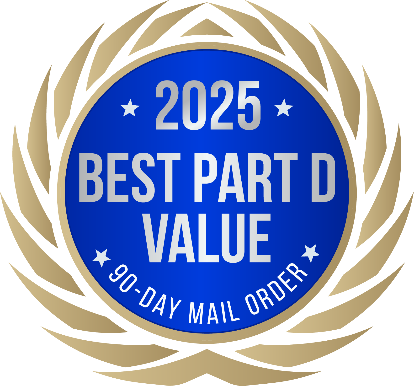 2025
BEST PART D
VALUE
90-DAY MAIL ORDER